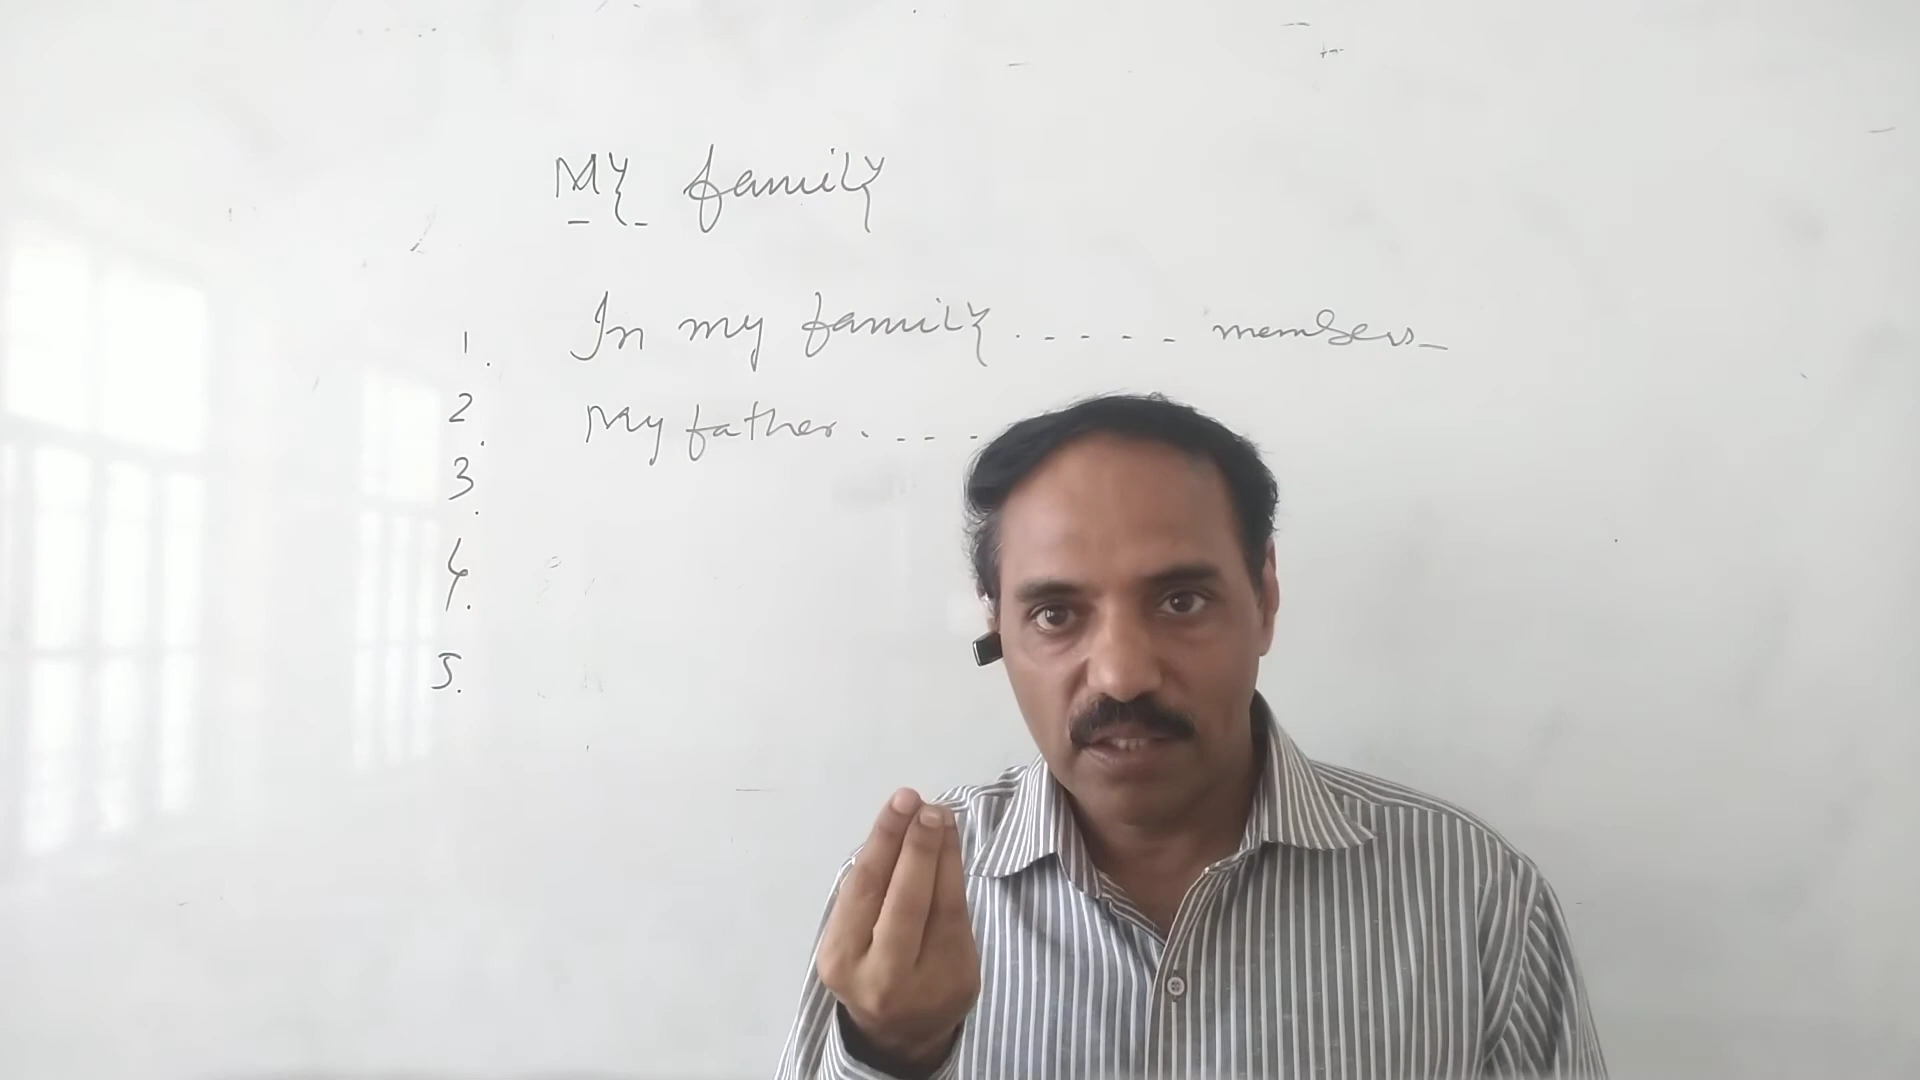 My family
1. In my family ..... members
2. My father ....
3.
4.
5.